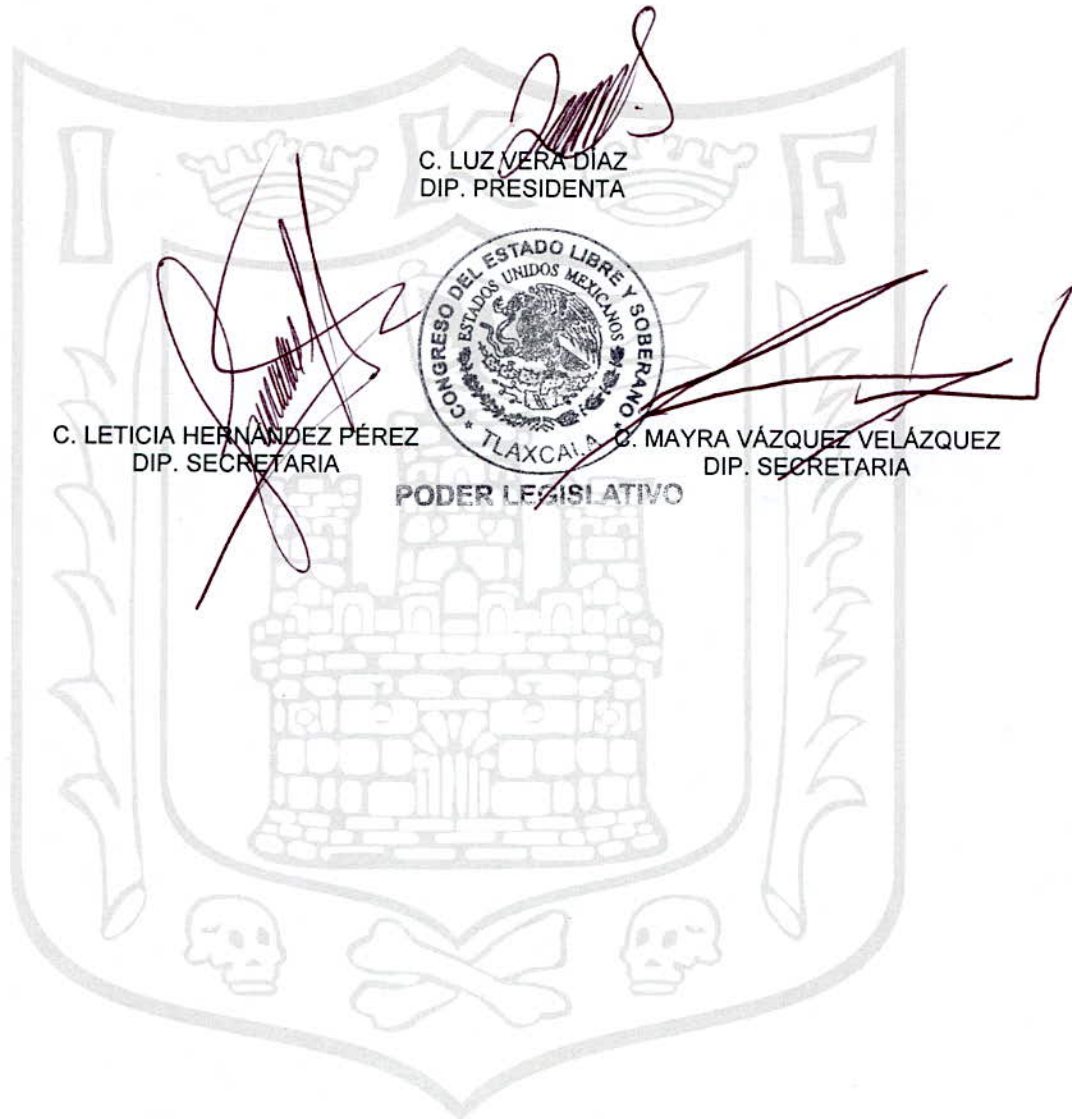 I K F
C. LUZ VERA DÍAZ
DIP. PRESIDENTA
CONGRESO DEL ESTADO LIBRE Y SOBERANO
ESTADOS UNIDOS MEXICANOS
TLAXCALA
C. LETICIA HERNÁNDEZ PÉREZ
DIP. SECRETARIA
C. MAYRA VÁZQUEZ VELÁZQUEZ
DIP. SECRETARIA
PODER LEGISLATIVO